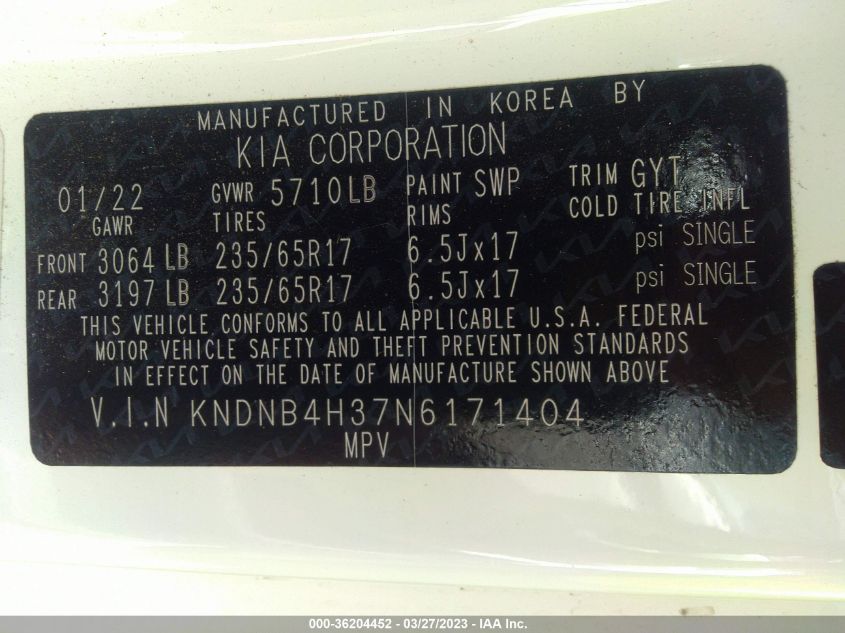 MANUFACTURED IN KOREA BY
KIA CORPORATION
01/22 GVWR 5710LB PAINT SWP TRIM GYT
GAWR TIRES RIMS COLD TIRE INFL
FRONT 3064 LB 235/65R17 6.5Jx17 psi SINGLE
REAR 3197 LB 235/65R17 6.5Jx17 psi SINGLE
THIS VEHICLE CONFORMS TO ALL APPLICABLE U.S.A. FEDERAL
MOTOR VEHICLE SAFETY AND THEFT PREVENTION STANDARDS
IN EFFECT ON THE DATE OF MANUFACTURE SHOWN ABOVE
V.I.N KNDNB4H37N6171404
MPV
000-36204452 - 03/27/2023 - IAA Inc.